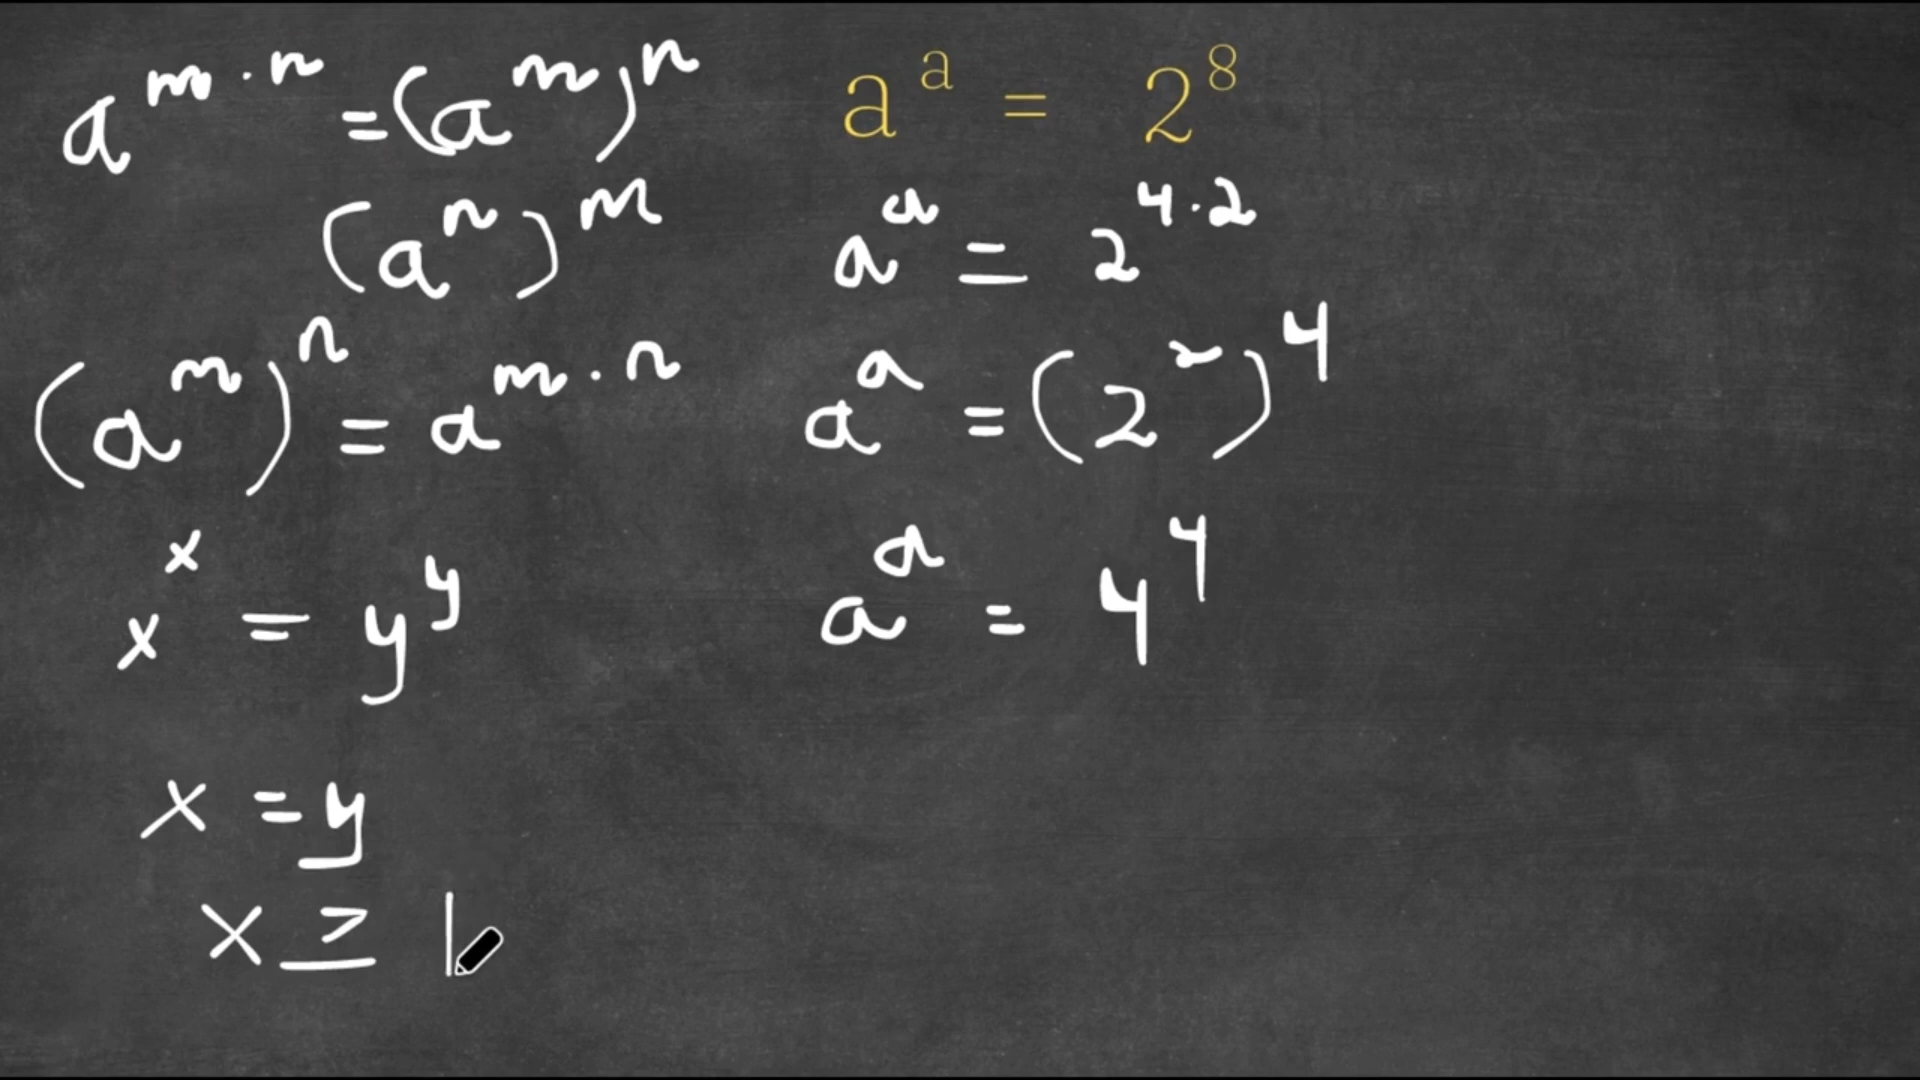 a^{m·n} = (a^m)^n
(a^n)^m
(a^m)^n = a^{m·n}
x^x = y^y
x = y
x ≥ 1
a^a = 2^8
a^a = 2^{4·2}
a^a = (2^2)^4
a^a = 4^4